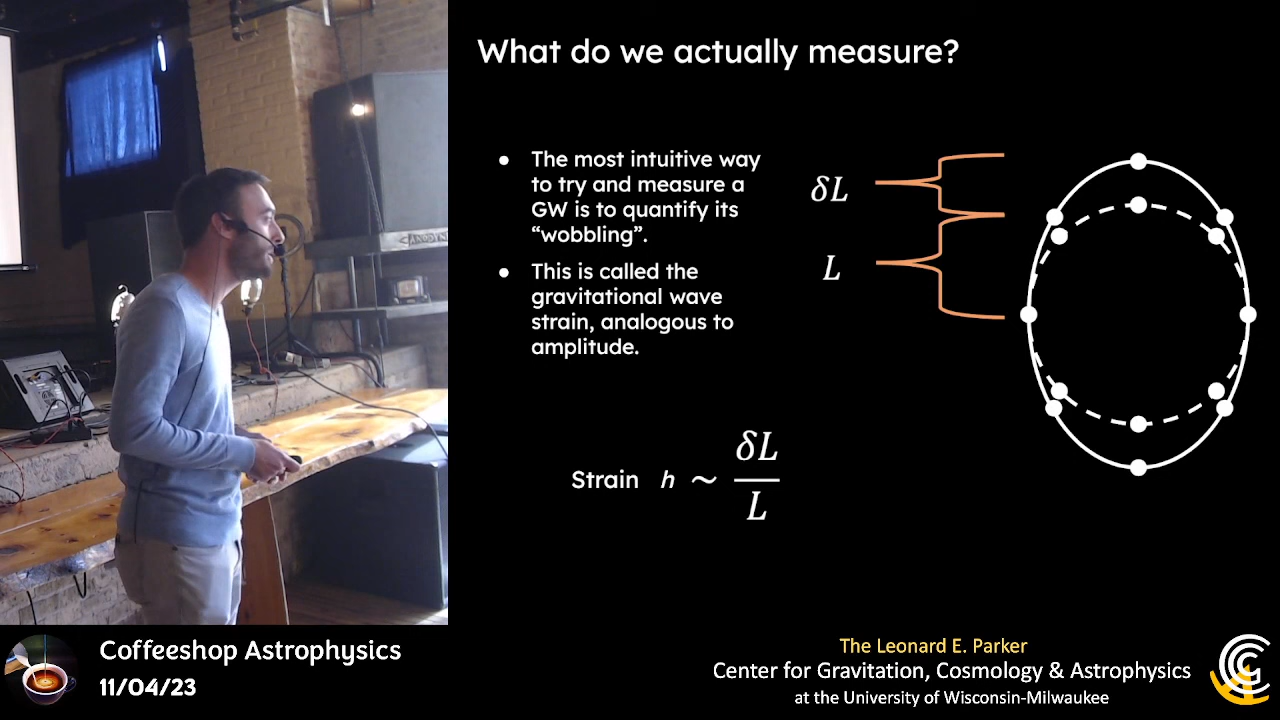 What do we actually measure?
● The most intuitive way
to try and measure a
GW is to quantify its
“wobbling”.
● This is called the
gravitational wave
strain, analogous to
amplitude.
δL
L
Strain h ~ δL
L
Coffeeshop Astrophysics
11/04/23
The Leonard E. Parker
Center for Gravitation, Cosmology & Astrophysics
at the University of Wisconsin-Milwaukee